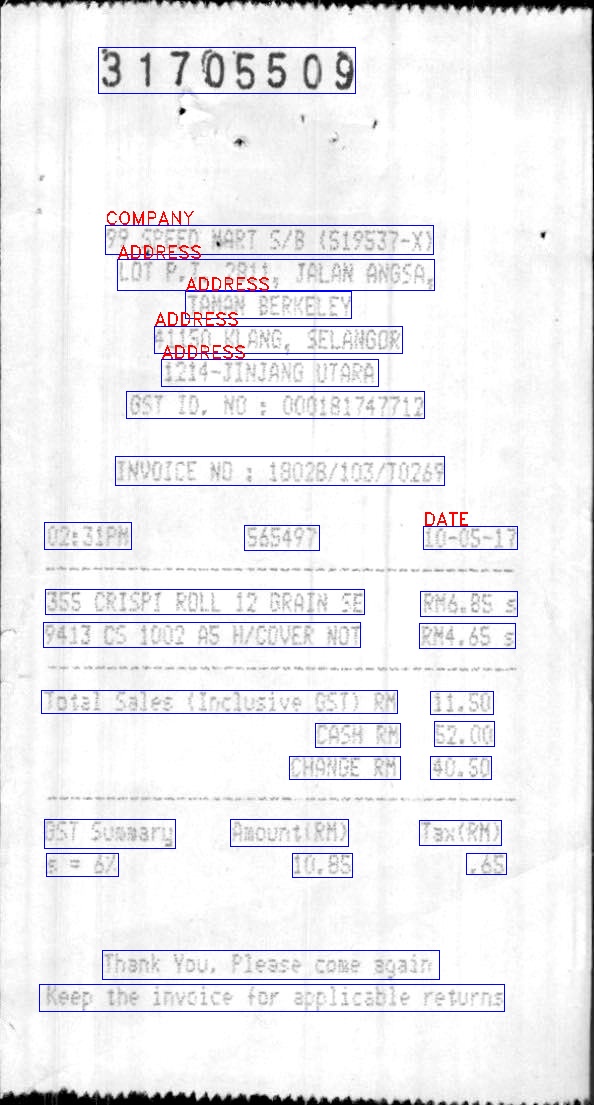 31705509
COMPANY
99 SPEED MART S/B (519537-X)
ADDRESS
LOT P.T. 2811, JALAN ANGSA,
ADDRESS
TAMAN BERKELEY
ADDRESS
41150 KLANG, SELANGOR
ADDRESS
1214-JINJANG UTARA
GST ID. NO : 000181747712
INVOICE NO : 18028/103/T0269
DATE
02:31PM 565497 10-05-17
355 CRISPI ROLL 12 GRAIN SE RM6.85 s
9413 CS 1002 A5 H/COVER NOT RM4.65 s
Total Sales (Inclusive GST) RM 11.50
CASH RM 52.00
CHANGE RM 40.50
GST Summary Amount(RM) Tax(RM)
s = 6% 10.85 .65
Thank You. Please come again
Keep the invoice for applicable returns